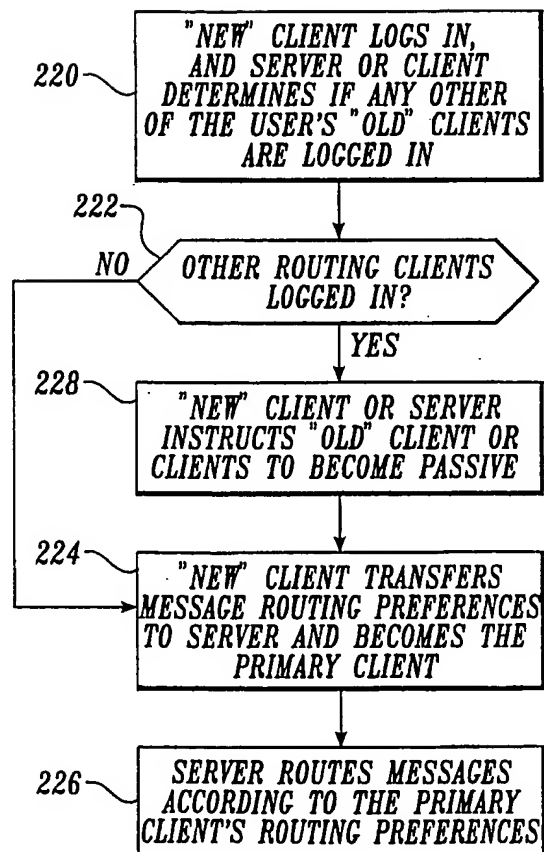 220
"NEW" CLIENT LOGS IN,
AND SERVER OR CLIENT
DETERMINES IF ANY OTHER
OF THE USER'S "OLD" CLIENTS
ARE LOGGED IN
222
NO
OTHER ROUTING CLIENTS
LOGGED IN?
YES
228
"NEW" CLIENT OR SERVER
INSTRUCTS "OLD" CLIENT OR
CLIENTS TO BECOME PASSIVE
224
"NEW" CLIENT TRANSFERS
MESSAGE ROUTING PREFERENCES
TO SERVER AND BECOMES THE
PRIMARY CLIENT
226
SERVER ROUTES MESSAGES
ACCORDING TO THE PRIMARY
CLIENT'S ROUTING PREFERENCES